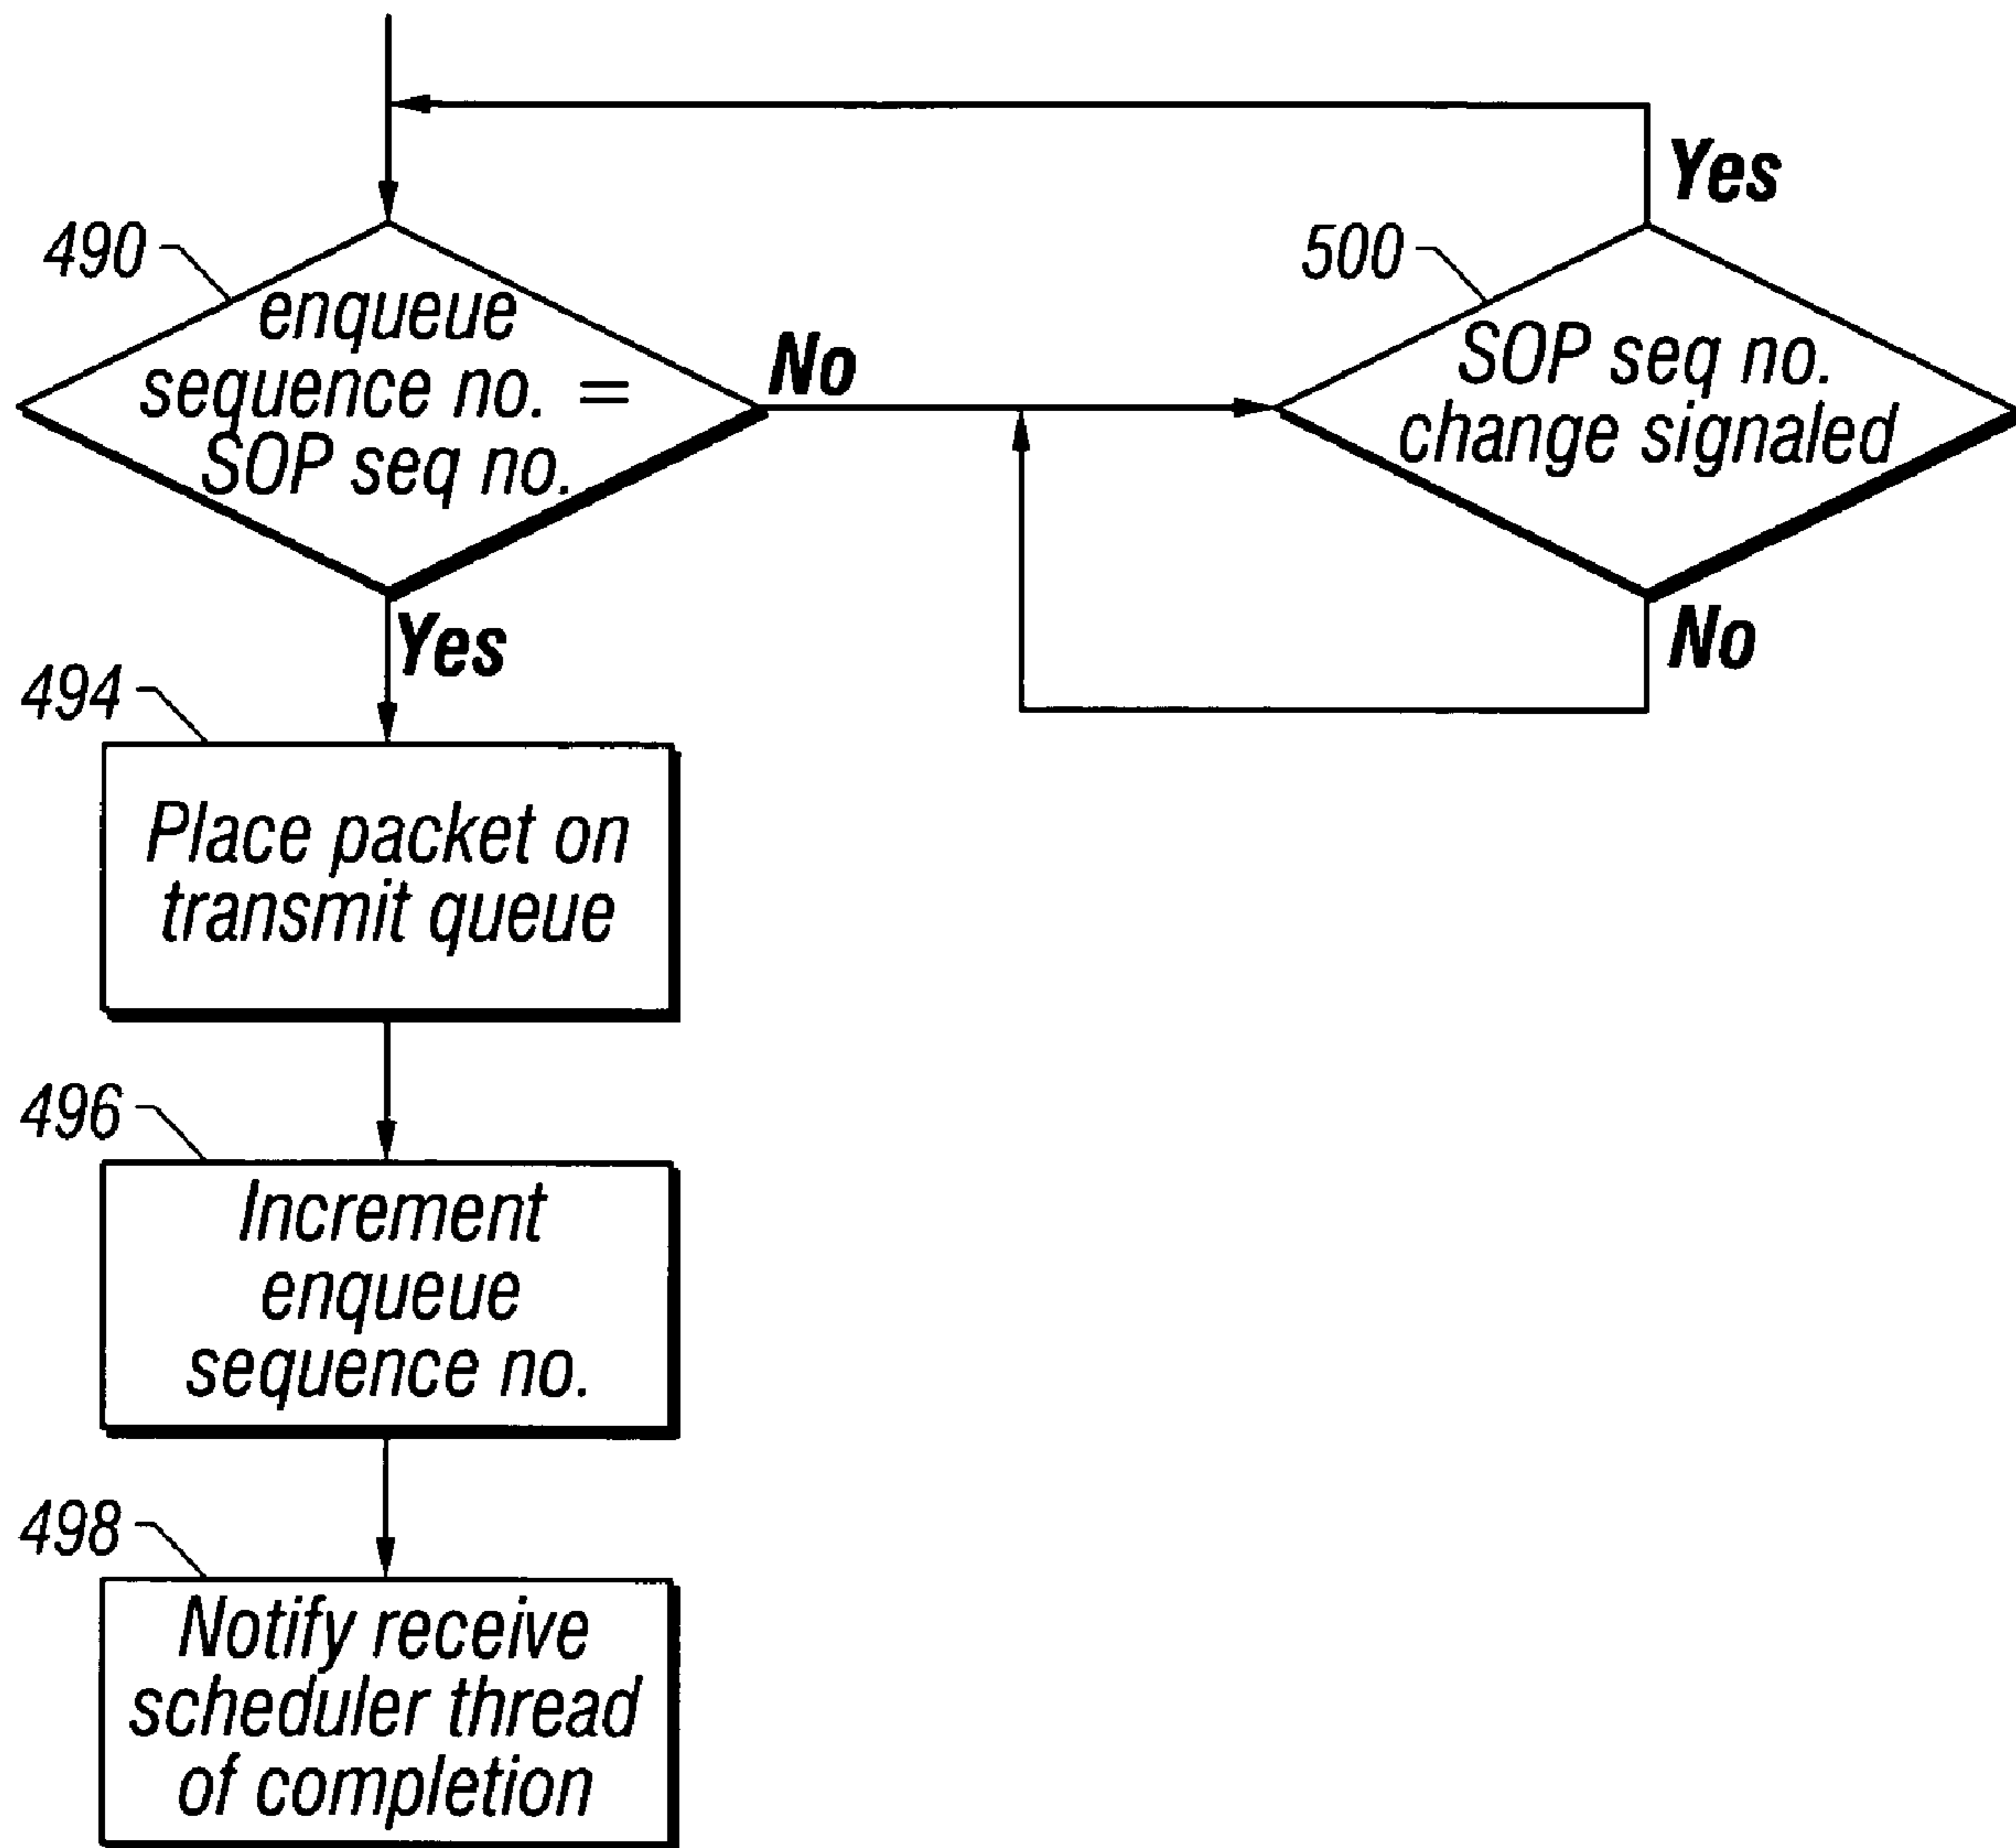 490
enqueue
sequence no. =
SOP seq no.
No
Yes
500
SOP seq no.
change signaled
Yes
No
494
Place packet on
transmit queue
496
Increment
enqueue
sequence no.
498
Notify receive
scheduler thread
of completion